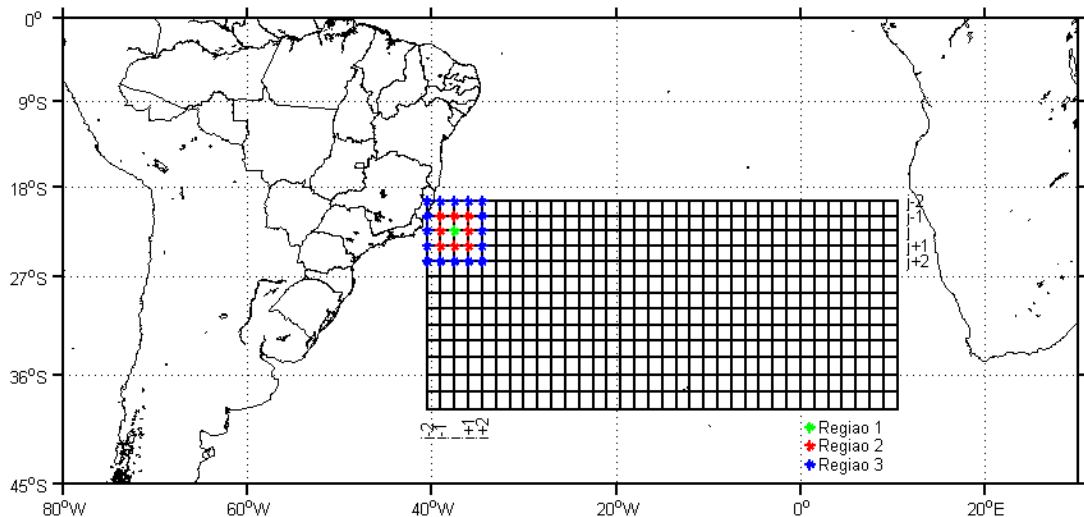 0°
9°S
18°S
27°S
36°S
45°S
80°W
60°W
40°W
20°W
0°
20°E
j-2
j-1
j+1
j+2
i-2
i-1
i+1
i+2
Regiao 1
Regiao 2
Regiao 3